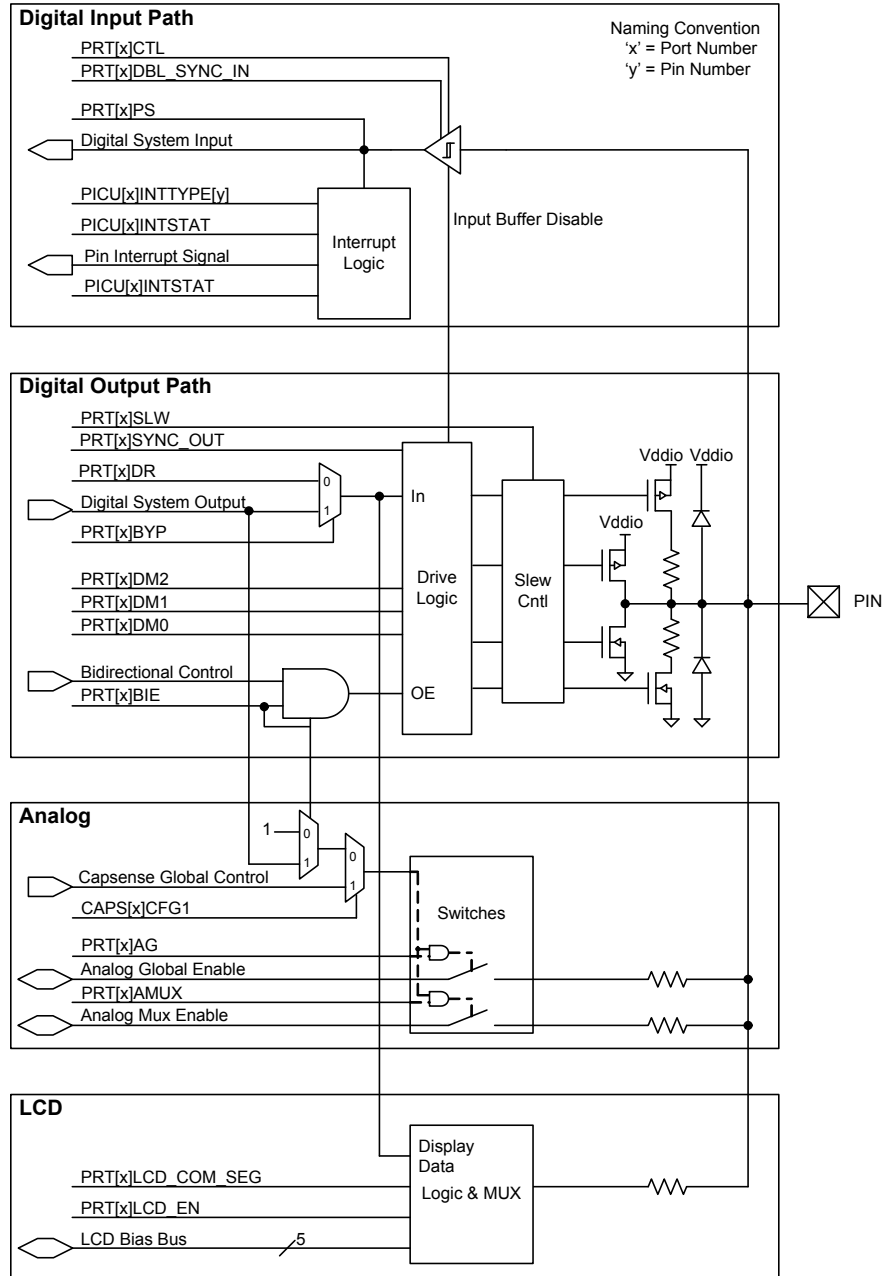 Digital Input Path
Naming Convention
‘x’ = Port Number
‘y’ = Pin Number
PRT[x]CTL
PRT[x]DBL_SYNC_IN
PRT[x]PS
Digital System Input
PICU[x]INTTYPE[y]
PICU[x]INTSTAT
Pin Interrupt Signal
PICU[x]INTSTAT
Interrupt
Logic
Input Buffer Disable
Digital Output Path
PRT[x]SLW
PRT[x]SYNC_OUT
PRT[x]DR
Digital System Output
PRT[x]BYP
0
1
PRT[x]DM2
PRT[x]DM1
PRT[x]DM0
Bidirectional Control
PRT[x]BIE
In
Drive
Logic
OE
Slew
Cntl
Vddio
Vddio
Vddio
PIN
Analog
1
0
1
0
1
Capsense Global Control
CAPS[x]CFG1
Switches
PRT[x]AG
Analog Global Enable
PRT[x]AMUX
Analog Mux Enable
LCD
Display
Data
Logic & MUX
PRT[x]LCD_COM_SEG
PRT[x]LCD_EN
LCD Bias Bus
5